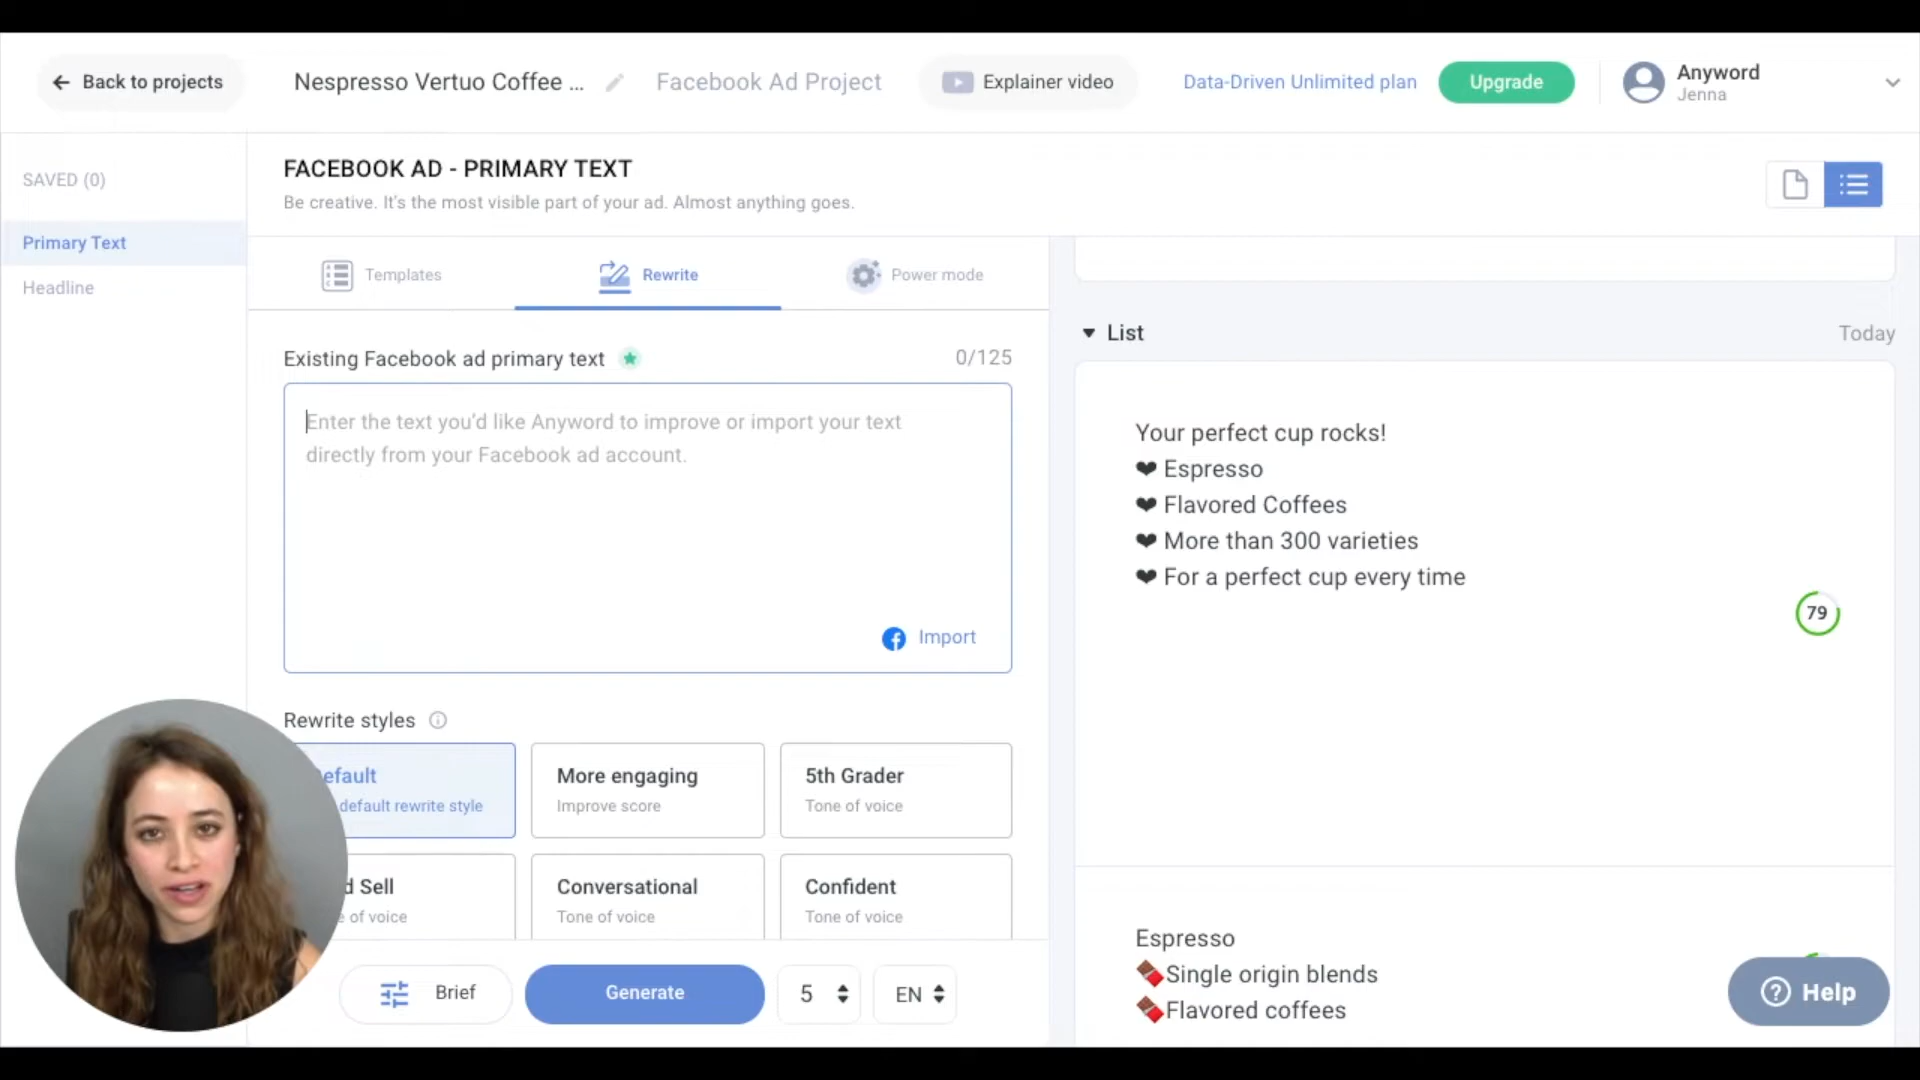 Back to projects
Nespresso Vertuo Coffee ...
Facebook Ad Project
Explainer video
Data-Driven Unlimited plan
Upgrade
Anyword
Jenna
SAVED (0)
Primary Text
Headline
FACEBOOK AD - PRIMARY TEXT
Be creative. It's the most visible part of your ad. Almost anything goes.
Templates
Rewrite
Power mode
Existing Facebook ad primary text
0/125
Enter the text you'd like Anyword to improve or import your text
directly from your Facebook ad account.
Import
Rewrite styles
efault
default rewrite style
More engaging
Improve score
5th Grader
Tone of voice
d Sell
e of voice
Conversational
Tone of voice
Confident
Tone of voice
Brief
Generate
5
EN
List
Today
Your perfect cup rocks!
❤ Espresso
❤ Flavored Coffees
❤ More than 300 varieties
❤ For a perfect cup every time
79
Espresso
🍫Single origin blends
🍫Flavored coffees
Help